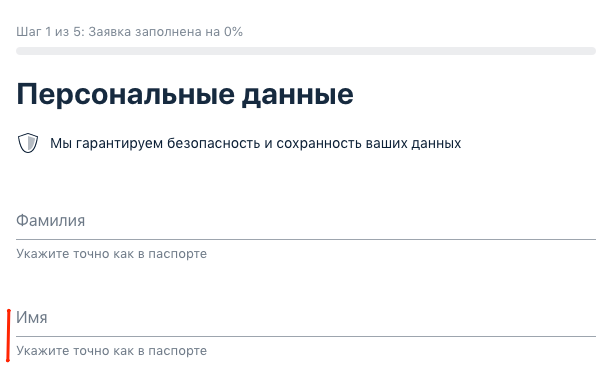 Шаг 1 из 5: Заявка заполнена на 0%
Персональные данные
Мы гарантируем безопасность и сохранность ваших данных
Фамилия
Укажите точно как в паспорте
Имя
Укажите точно как в паспорте